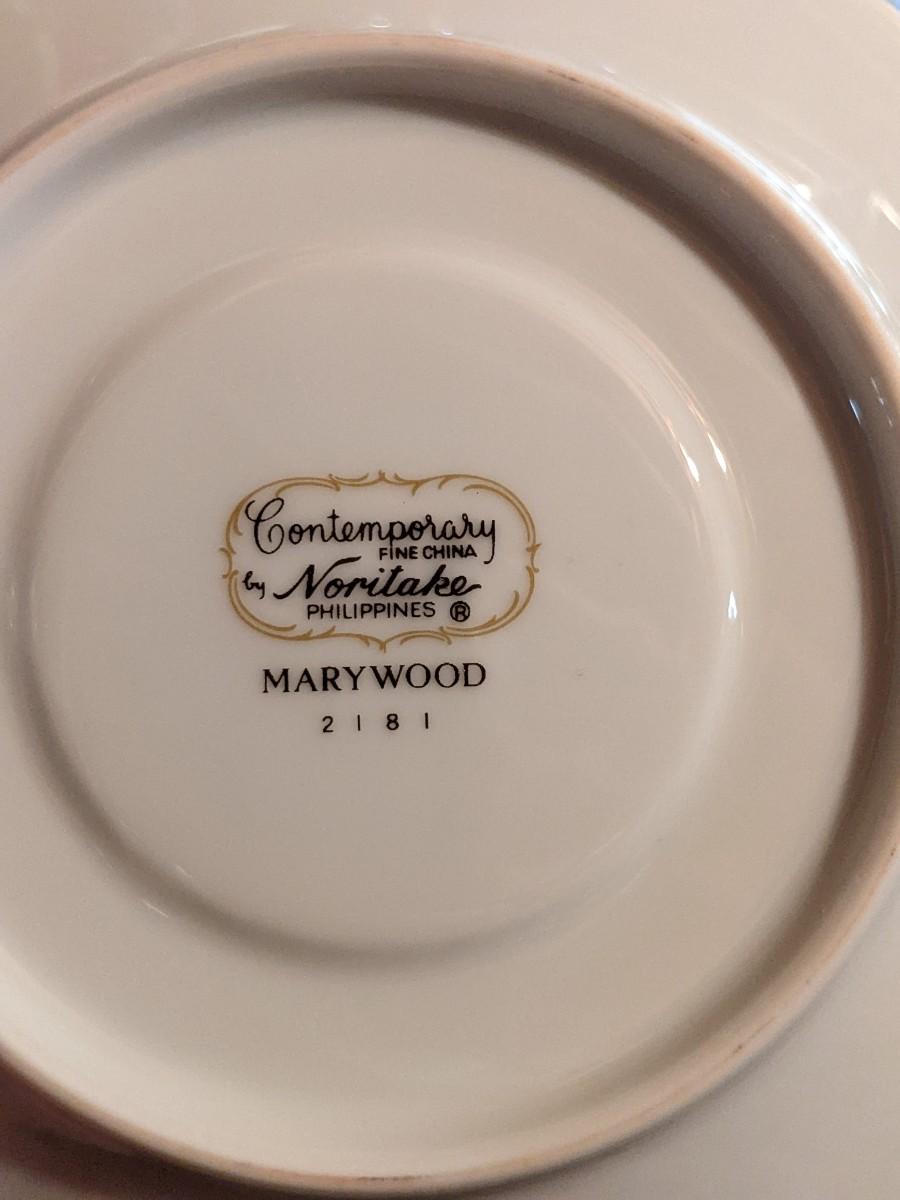 Contemporary
FINE CHINA
by Noritake
PHILIPPINES ®
MARYWOOD
2181